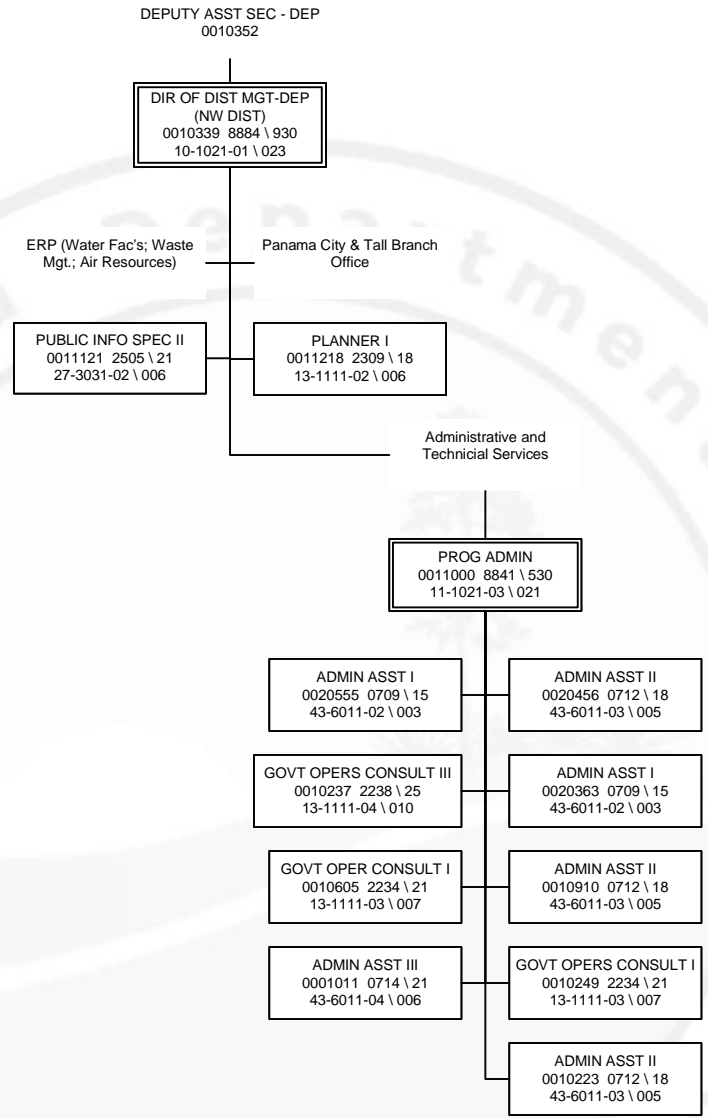 DEPUTY ASST SEC - DEP
0010352
DIR OF DIST MGT-DEP
(NW DIST)
0010339 8884 \ 930
10-1021-01 \ 023
ERP (Water Fac's; Waste
Mgt.; Air Resources)
Panama City & Tall Branch
Office
PUBLIC INFO SPEC II
0011121 2505 \ 21
27-3031-02 \ 006
PLANNER I
0011218 2309 \ 18
13-1111-02 \ 006
Administrative and
Technicial Services
PROG ADMIN
0011000 8841 \ 530
11-1021-03 \ 021
ADMIN ASST I
0020555 0709 \ 15
43-6011-02 \ 003
ADMIN ASST II
0020456 0712 \ 18
43-6011-03 \ 005
GOVT OPERS CONSULT III
0010237 2238 \ 25
13-1111-04 \ 010
ADMIN ASST I
0020363 0709 \ 15
43-6011-02 \ 003
GOVT OPER CONSULT I
0010605 2234 \ 21
13-1111-03 \ 007
ADMIN ASST II
0010910 0712 \ 18
43-6011-03 \ 005
ADMIN ASST III
0001011 0714 \ 21
43-6011-04 \ 006
GOVT OPERS CONSULT I
0010249 2234 \ 21
13-1111-03 \ 007
ADMIN ASST II
0010223 0712 \ 18
43-6011-03 \ 005
Department